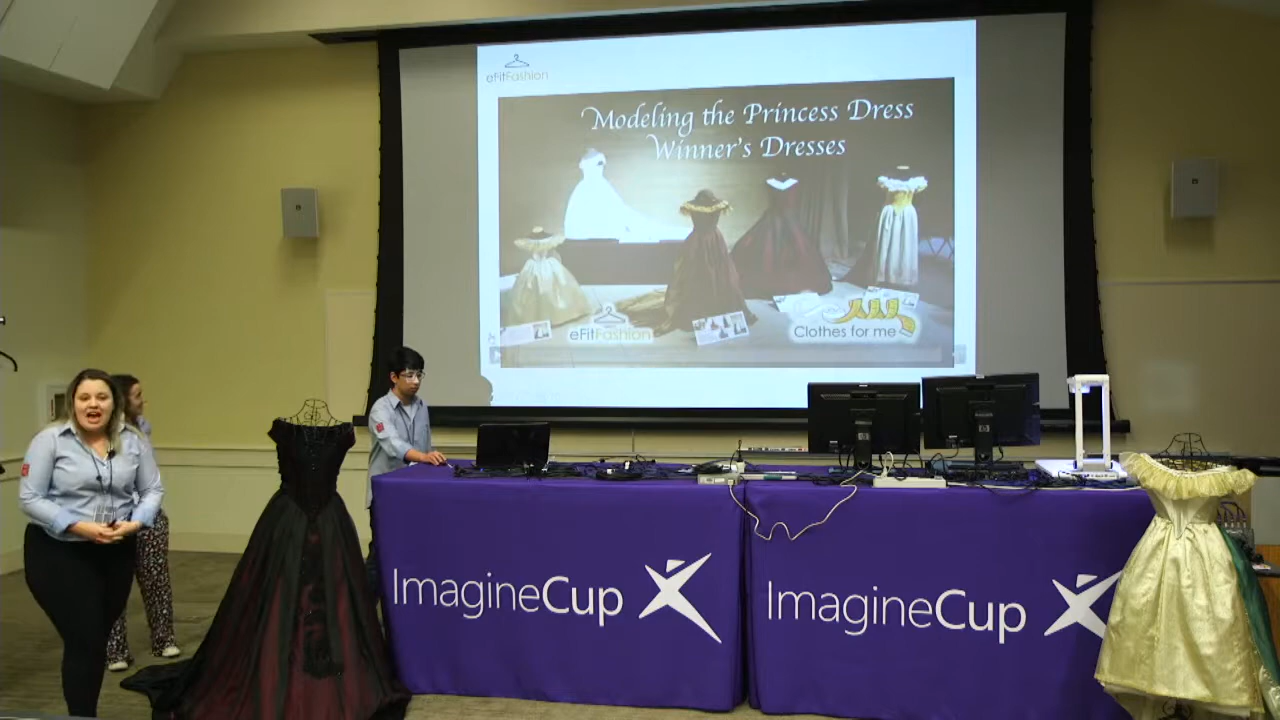 eFitFashion
Modeling the Princess Dress
Winner's Dresses
eFitFashion
Clothes for me
ImagineCup
ImagineCup